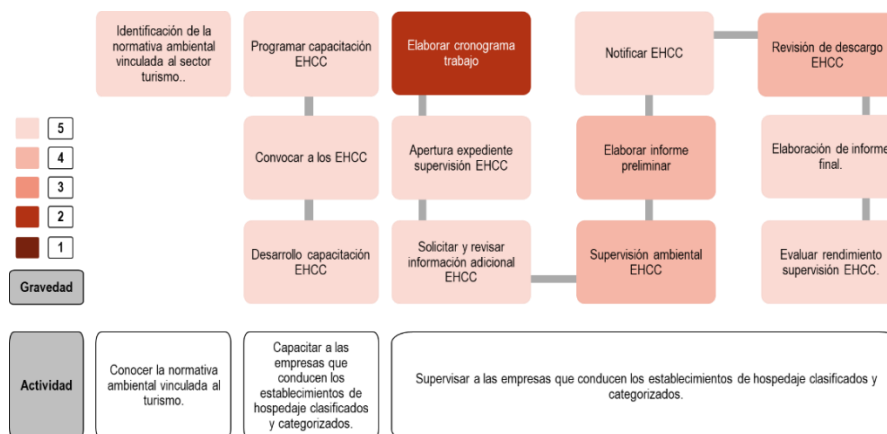 Identificación de la
normativa ambiental
vinculada al sector
turismo..
Programar capacitación
EHCC
Elaborar cronograma
trabajo
Notificar EHCC
Revisión de descargo
EHCC
5
4
3
2
1
Gravedad
Convocar a los EHCC
Apertura expediente
supervisión EHCC
Elaborar informe
preliminar
Elaboración de informe
final.
Desarrollo capacitación
EHCC
Solicitar y revisar
información adicional
EHCC
Supervisión ambiental
EHCC
Evaluar rendimiento
supervisión EHCC.
Actividad
Conocer la normativa
ambiental vinculada al
turismo.
Capacitar a las
empresas que
conducen los
establecimientos de
hospedaje clasificados
y categorizados.
Supervisar a las empresas que conducen los establecimientos de hospedaje clasificados y
categorizados.